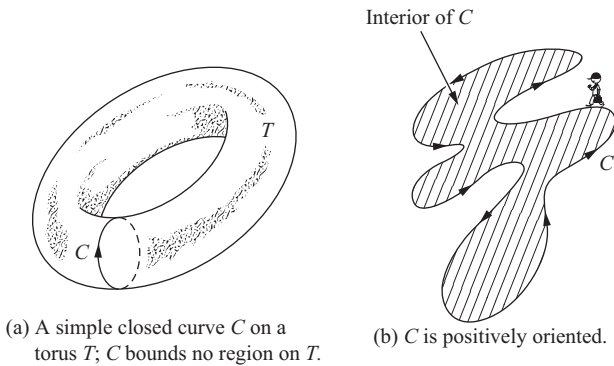 Interior of C
T
C
(a) A simple closed curve C on a
torus T; C bounds no region on T.
C
(b) C is positively oriented.